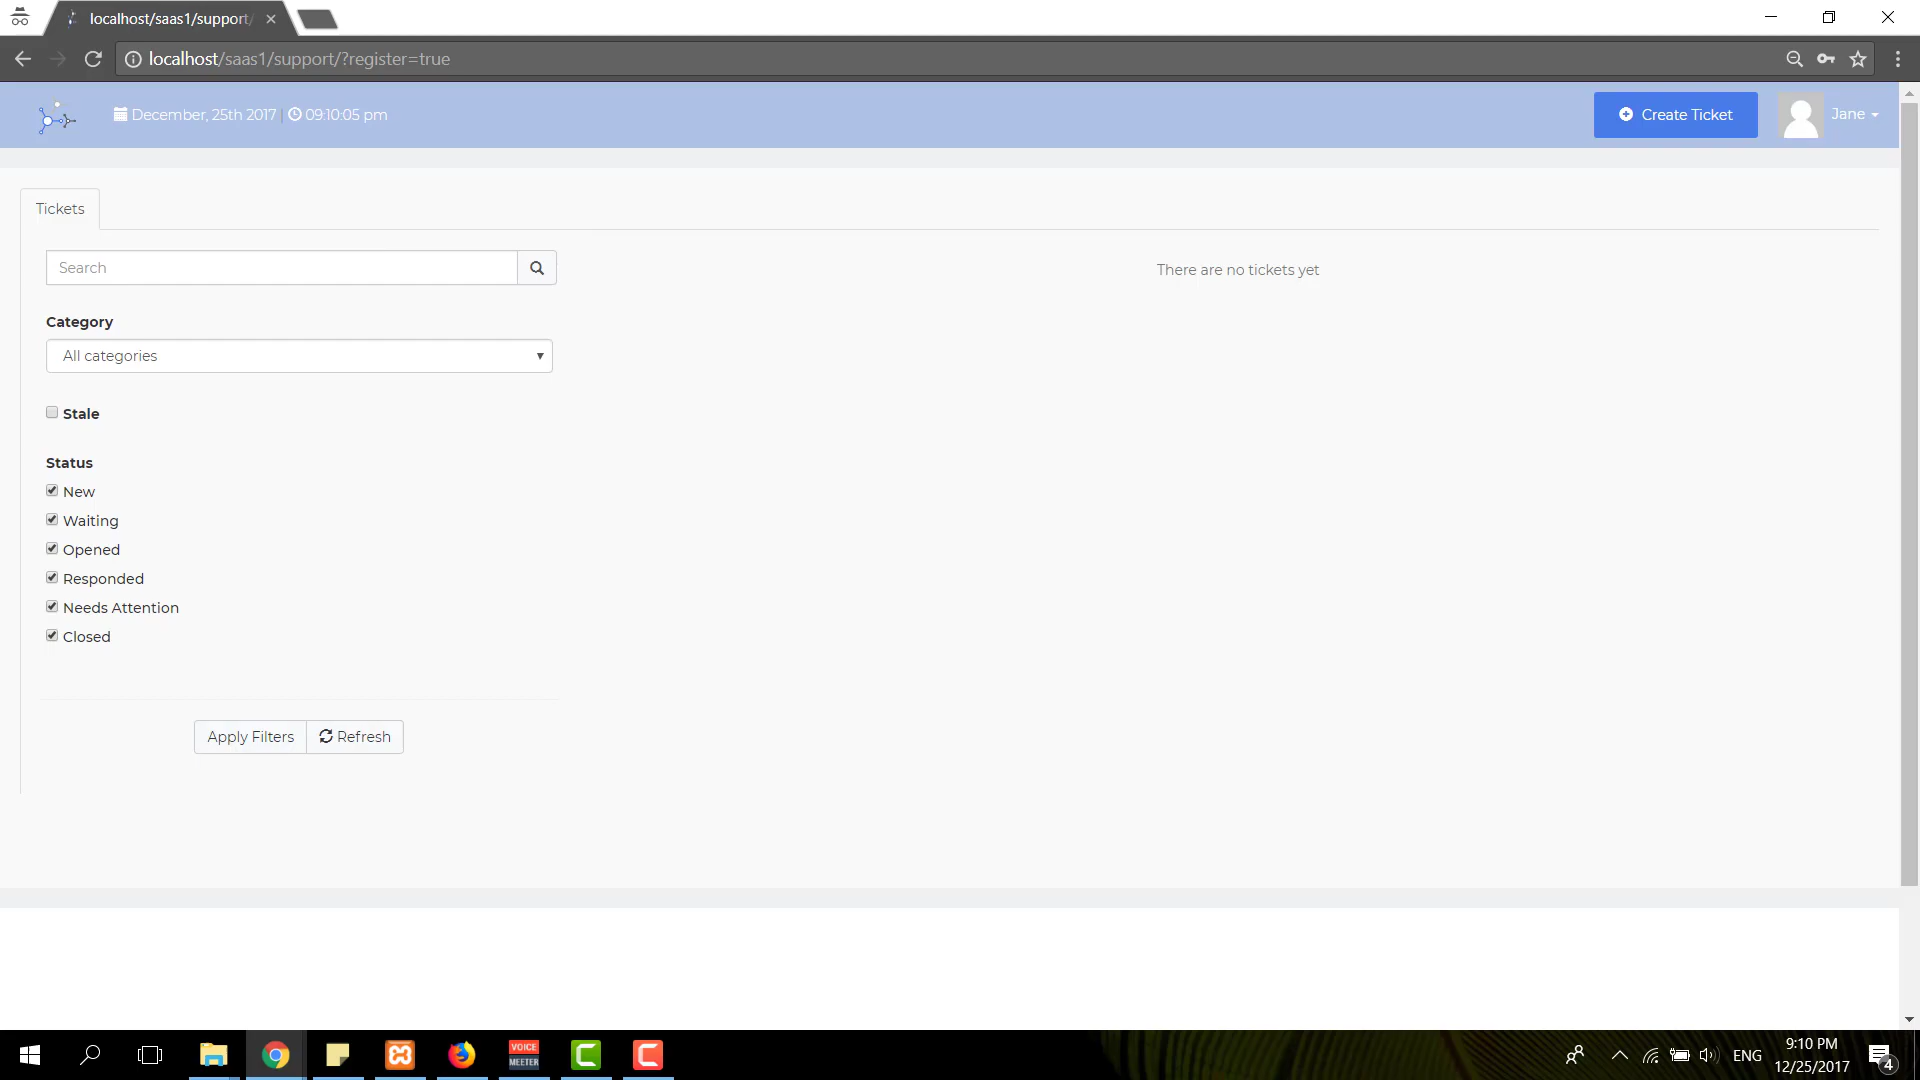 localhost/saas1/support/
localhost/saas1/support/?register=true
December, 25th 2017 | 09:10:05 pm
Create Ticket
Jane
Tickets
Search
There are no tickets yet
Category
All categories
Stale
Status
New
Waiting
Opened
Responded
Needs Attention
Closed
Apply Filters
Refresh
VOICE
MEETER
ENG
9:10 PM
12/25/2017
4